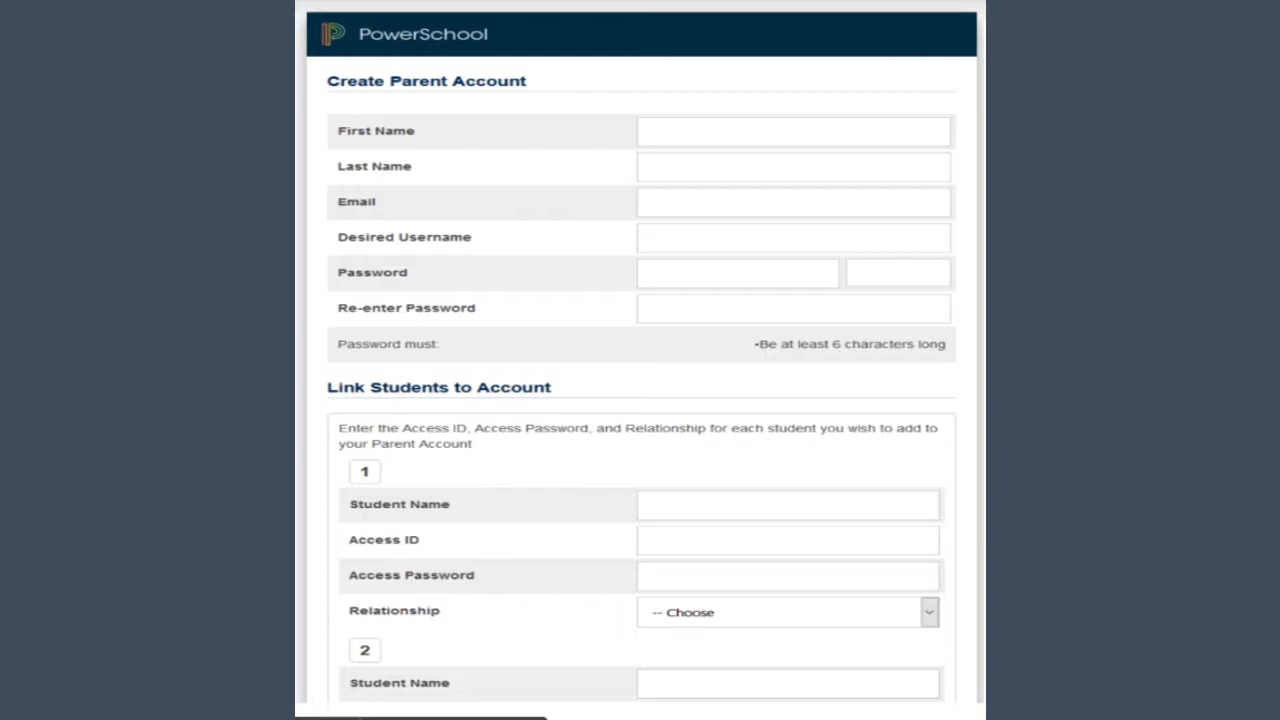 PowerSchool
Create Parent Account
First Name
Last Name
Email
Desired Username
Password
Re-enter Password
Password must: •Be at least 6 characters long
Link Students to Account
Enter the Access ID, Access Password, and Relationship for each student you wish to add to
your Parent Account
1
Student Name
Access ID
Access Password
Relationship -- Choose
2
Student Name